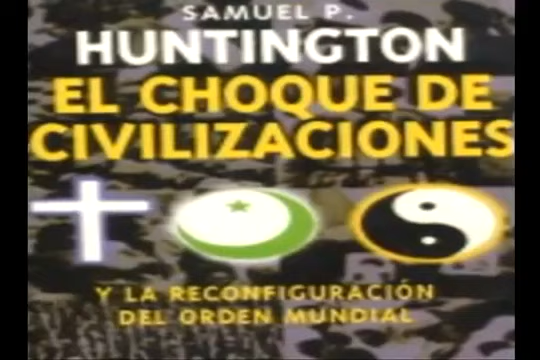 SAMUEL P.
HUNTINGTON
EL CHOQUE DE
CIVILIZACIONES
Y LA RECONFIGURACIÓN
DEL ORDEN MUNDIAL